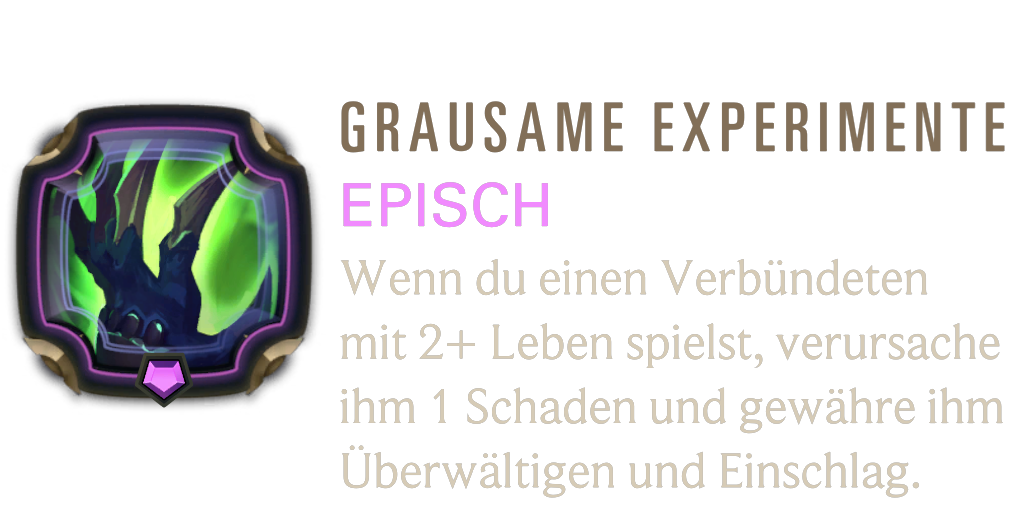 GRAUSAME EXPERIMENTE
EPISCH
Wenn du einen Verbündeten
mit 2+ Leben spielst, verursache
ihm 1 Schaden und gewähre ihm
Überwältigen und Einschlag.